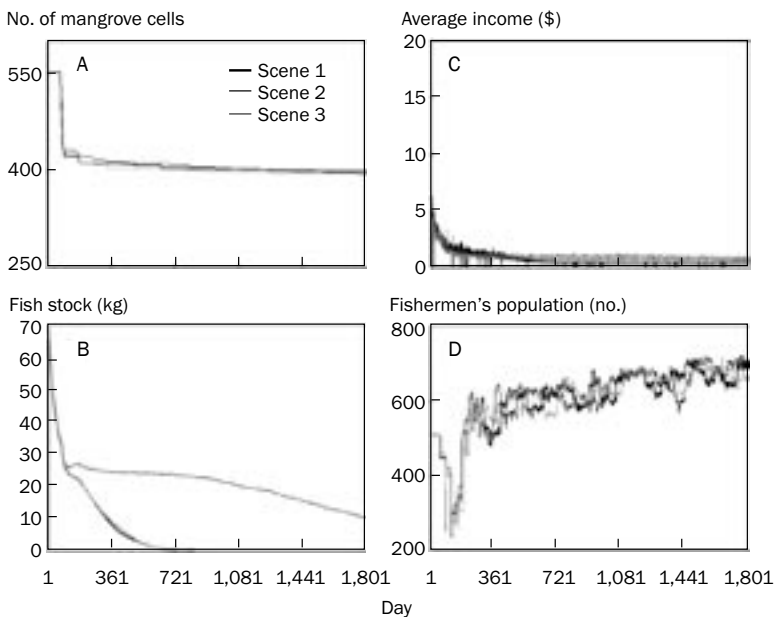 No. of mangrove cells
550
400
250
A
Scene 1
Scene 2
Scene 3
Average income ($)
20
15
10
5
0
C
Fish stock (kg)
70
60
50
40
30
20
10
0
B
1 361 721 1,081 1,441 1,801
Fishermen's population (no.)
800
600
400
200
D
1 361 721 1,081 1,441 1,801
Day